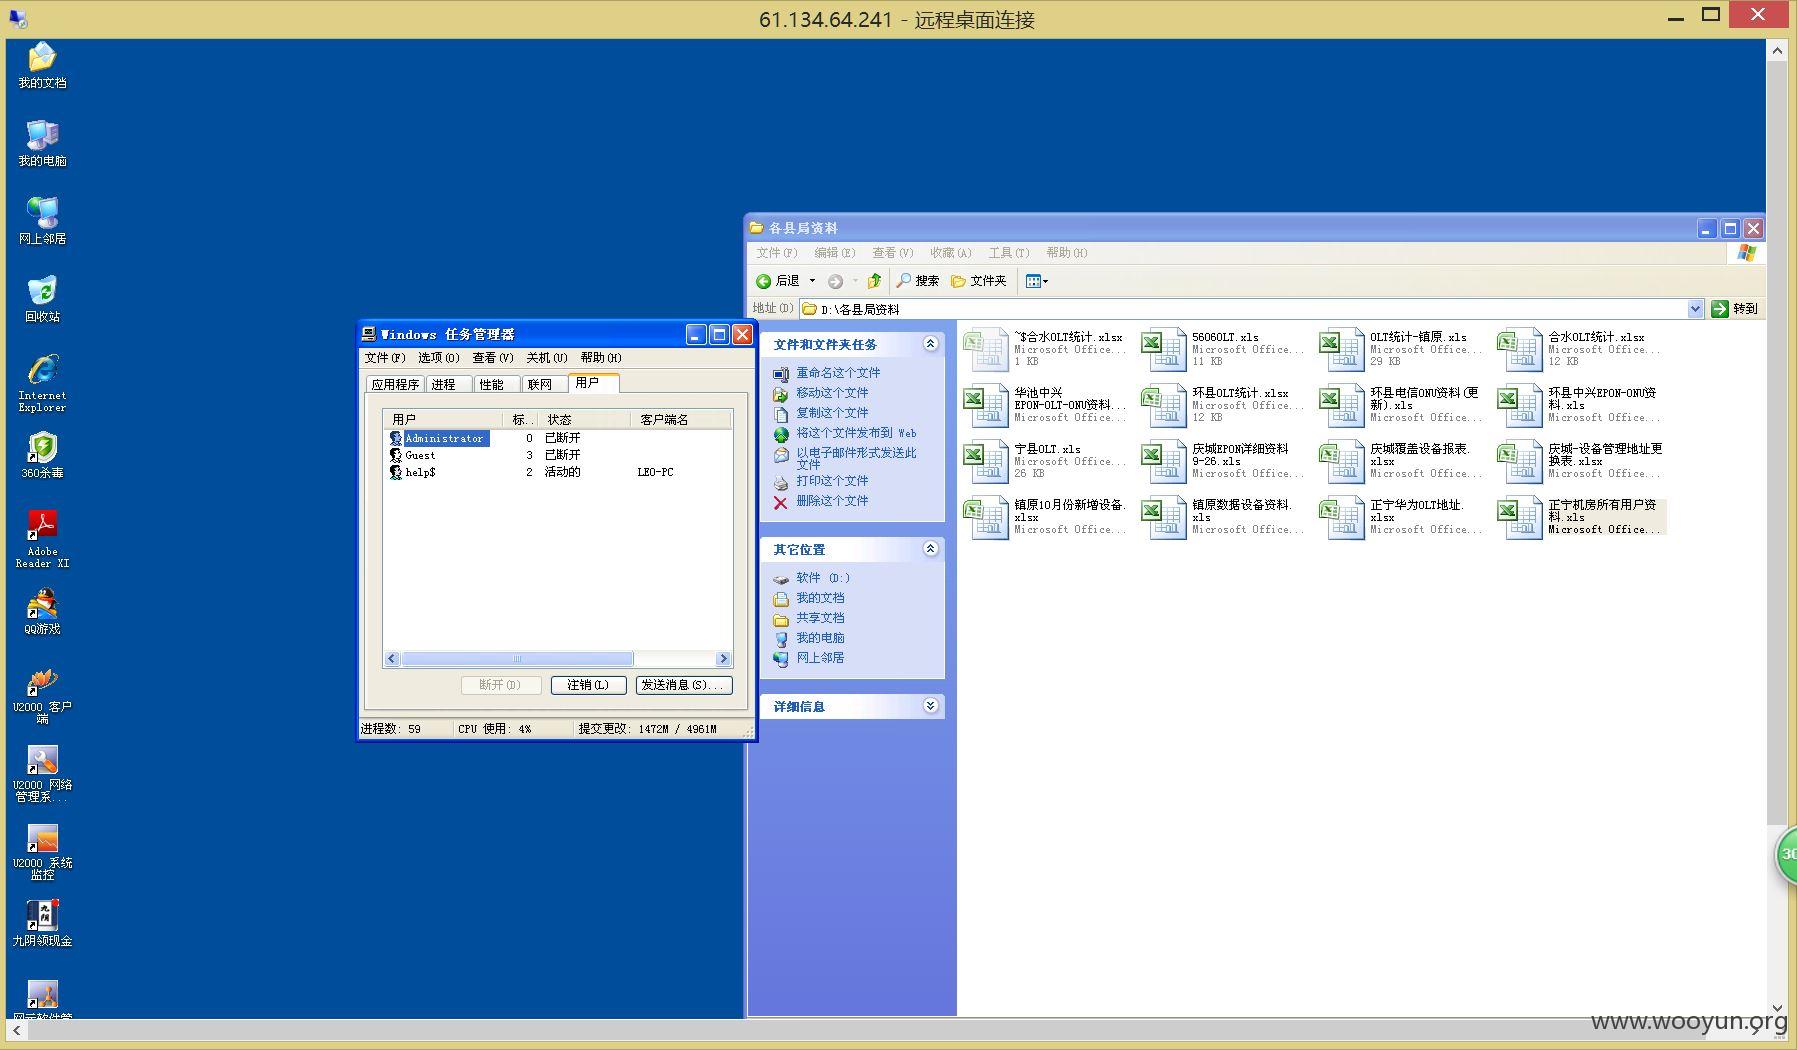 61.134.64.241 - 远程桌面连接
我的文档
我的电脑
网上邻居
回收站
Internet
Explorer
360杀毒
Adobe
Reader XI
QQ游戏
U2000 客户
端
U2000 网络
管理系...
U2000 系统
监控
九阴领现金
Windows 任务管理器
文件(F) 选项(O) 查看(V) 关机(U) 帮助(H)
应用程序 进程 性能 联网 用户
用户 标.. 状态 客户端名
Administrator 0 已断开
Guest 3 已断开
help$ 2 活动的 LEO-PC
断开(D) 注销(L) 发送消息(S)...
进程数: 59 CPU 使用: 4% 提交更改: 1472M / 4961M
各县局资料
文件(F) 编辑(E) 查看(V) 收藏(A) 工具(T) 帮助(H)
后退 搜索 文件夹
地址(D) D:\各县局资料 转到
文件和文件夹任务
重命名这个文件
移动这个文件
复制这个文件
将这个文件发布到 Web
以电子邮件形式发送此
文件
打印这个文件
删除这个文件
其它位置
软件 (D:)
我的文档
共享文档
我的电脑
网上邻居
详细信息
~$合水OLT统计.xlsx
Microsoft Office...
1 KB
5606OLT.xls
Microsoft Office...
11 KB
OLT统计-镇原.xls
Microsoft Office...
29 KB
合水OLT统计.xlsx
Microsoft Office...
12 KB
华池中兴
EPON-OLT-ONU资料...
Microsoft Office...
环县OLT统计.xlsx
Microsoft Office...
12 KB
环县电信ONU资料(更
新).xls
Microsoft Office...
环县中兴EPON-ONU资
料.xls
Microsoft Office...
宁县OLT.xls
Microsoft Office...
26 KB
庆城EPON详细资料
9-26.xls
Microsoft Office...
庆城覆盖设备报表.
xlsx
Microsoft Office...
庆城-设备管理地址更
换表.xlsx
Microsoft Office...
镇原10月份新增设备.
xlsx
Microsoft Office...
镇原数据设备资料.
xls
Microsoft Office...
正宁华为OLT地址.
xlsx
Microsoft Office...
正宁机房所有用户资
料.xls
Microsoft Office...
30
www.wooyun.org